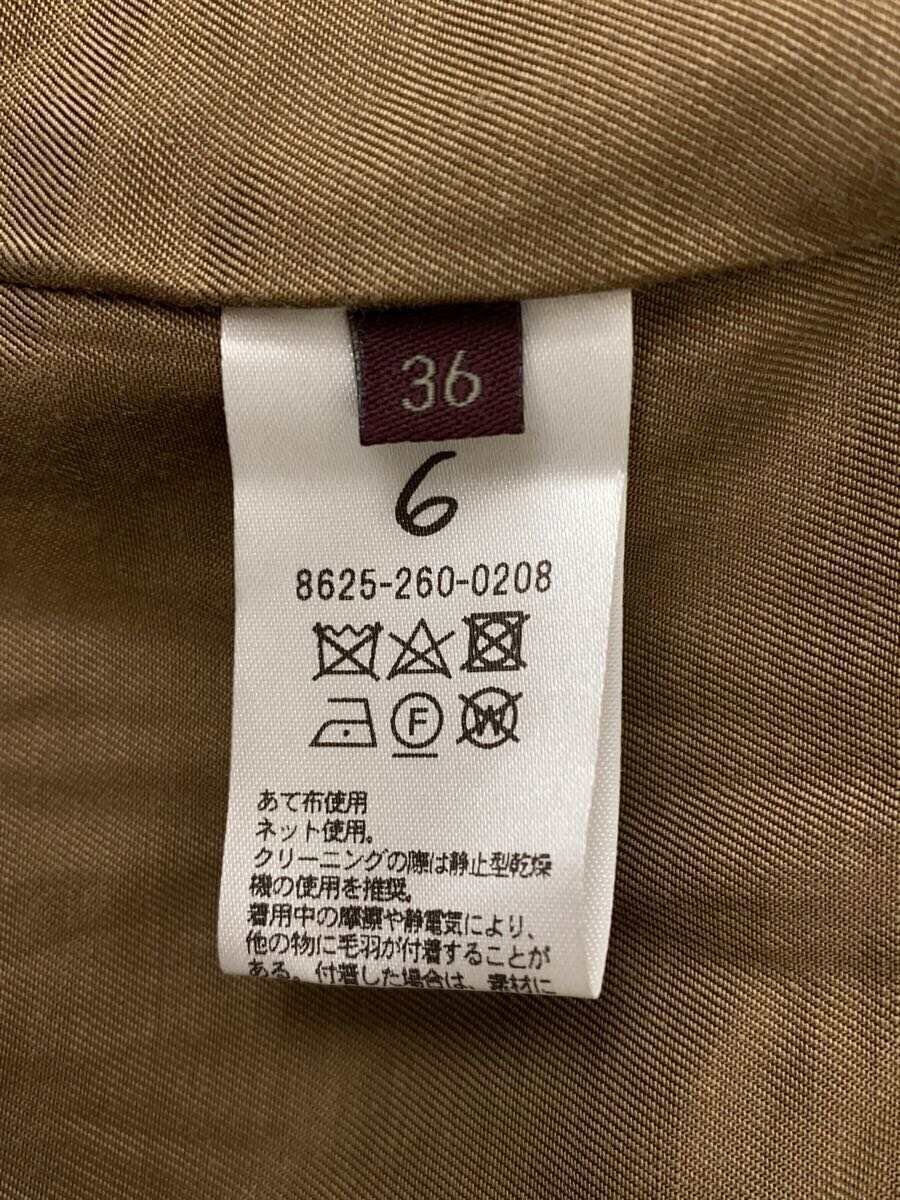 36
6
8625-260-0208
F
W
あて布使用
ネット使用。
クリーニングの際は静止型乾燥
機の使用を推奨。
着用中の摩擦や静電気により、
他の物に毛羽が付着することが
ある。付着した場合は、素材に